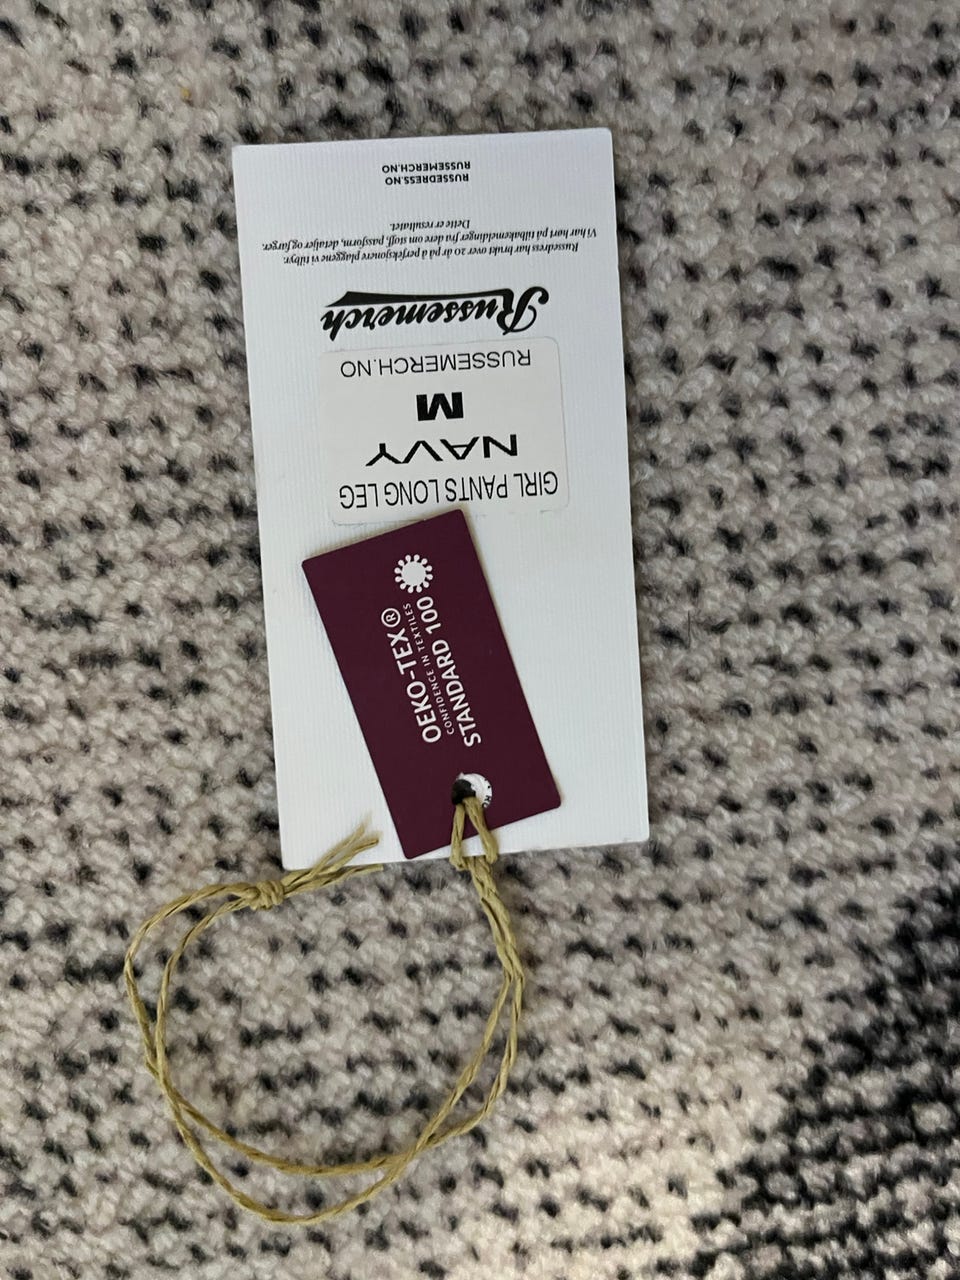 GIRL PANTS LONG LEG
NAVY
M
RUSSEMERCH.NO
Russemerch
Russedress har brukt over 20 år på å perfeksjonere plaggene vi tilbyr.
Vi har hørt på tilbakemeldinger fra dere om stoff, passform, detaljer og farger.
Dette er resultatet.
RUSSEDRESS.NO
RUSSEMERCH.NO
OEKO-TEX®
CONFIDENCE IN TEXTILES
STANDARD 100